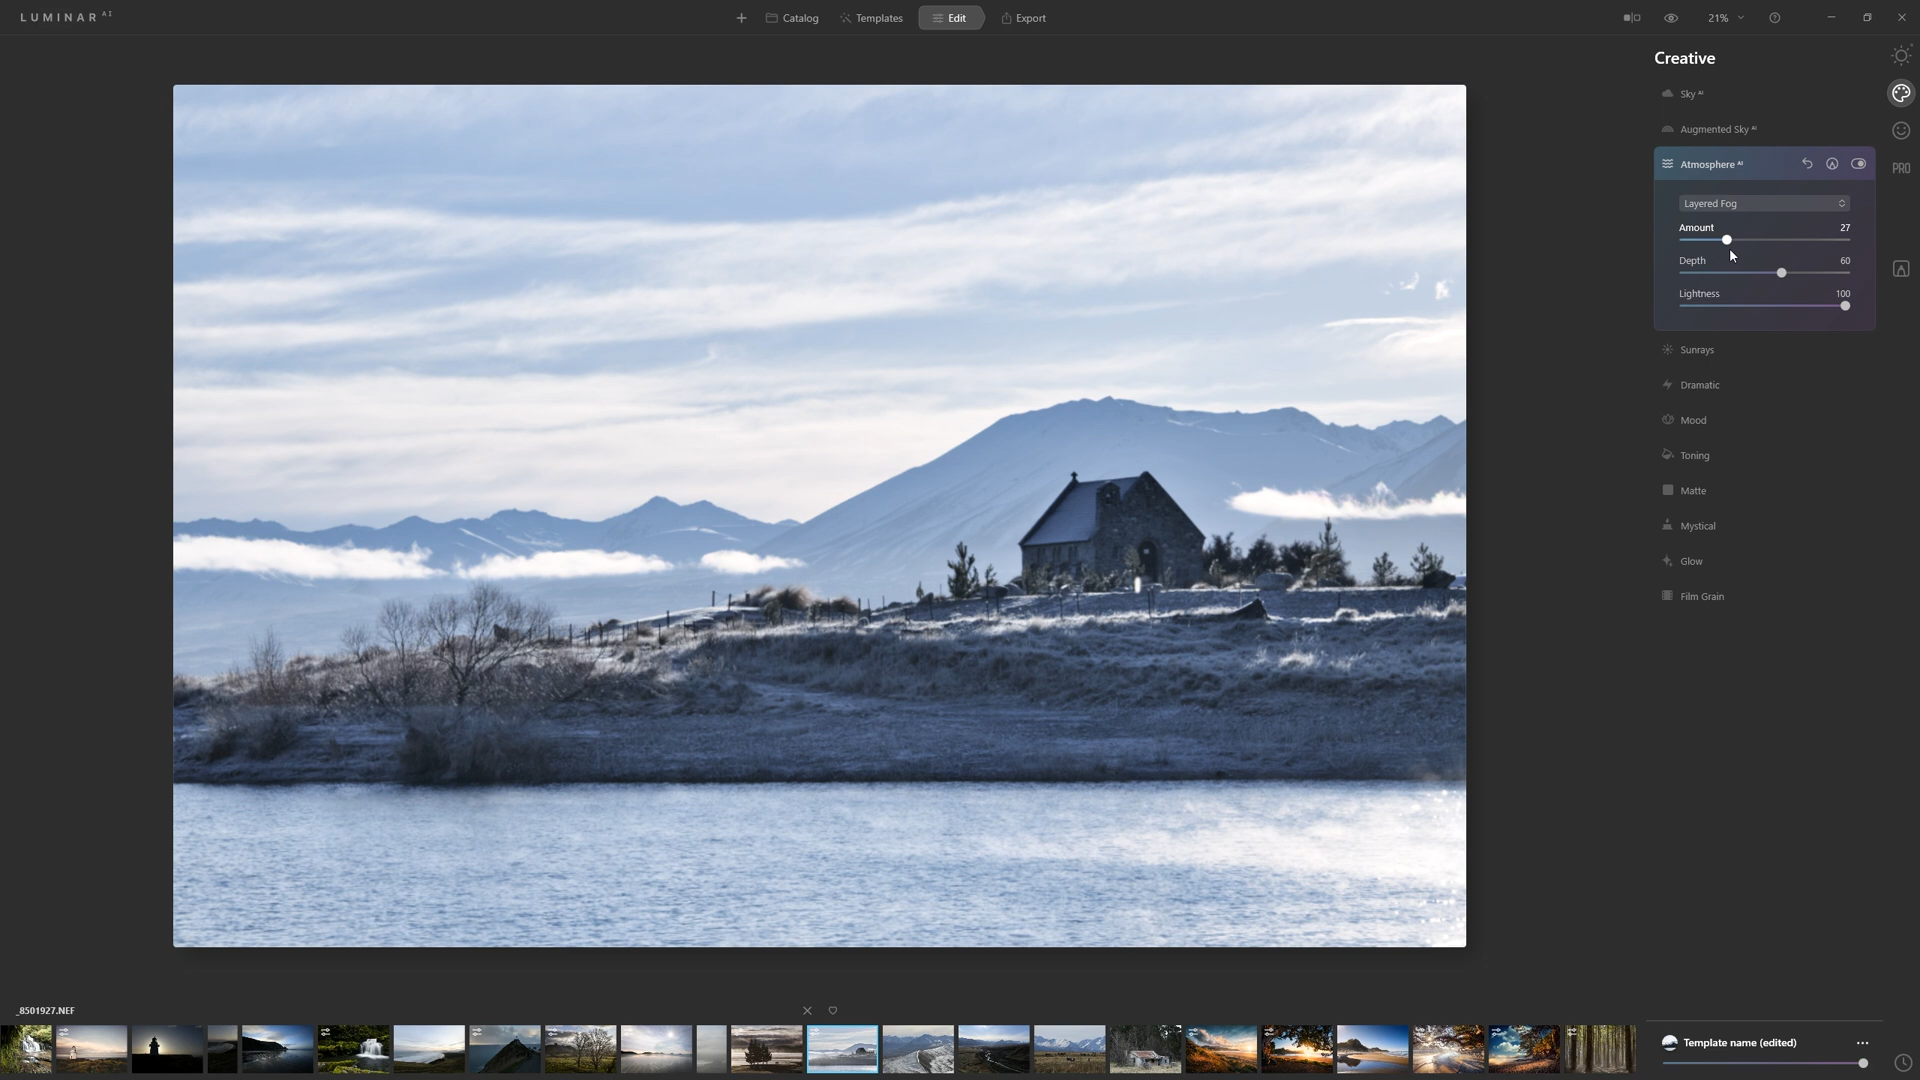 LUMINAR AI
Catalog
Templates
Edit
Export
21%
Creative
Sky AI
Augmented Sky AI
Atmosphere AI
PRO
Layered Fog
Amount 27
Depth 60
Lightness 100
Sunrays
Dramatic
Mood
Toning
Matte
Mystical
Glow
Film Grain
_8501927.NEF
Template name (edited)